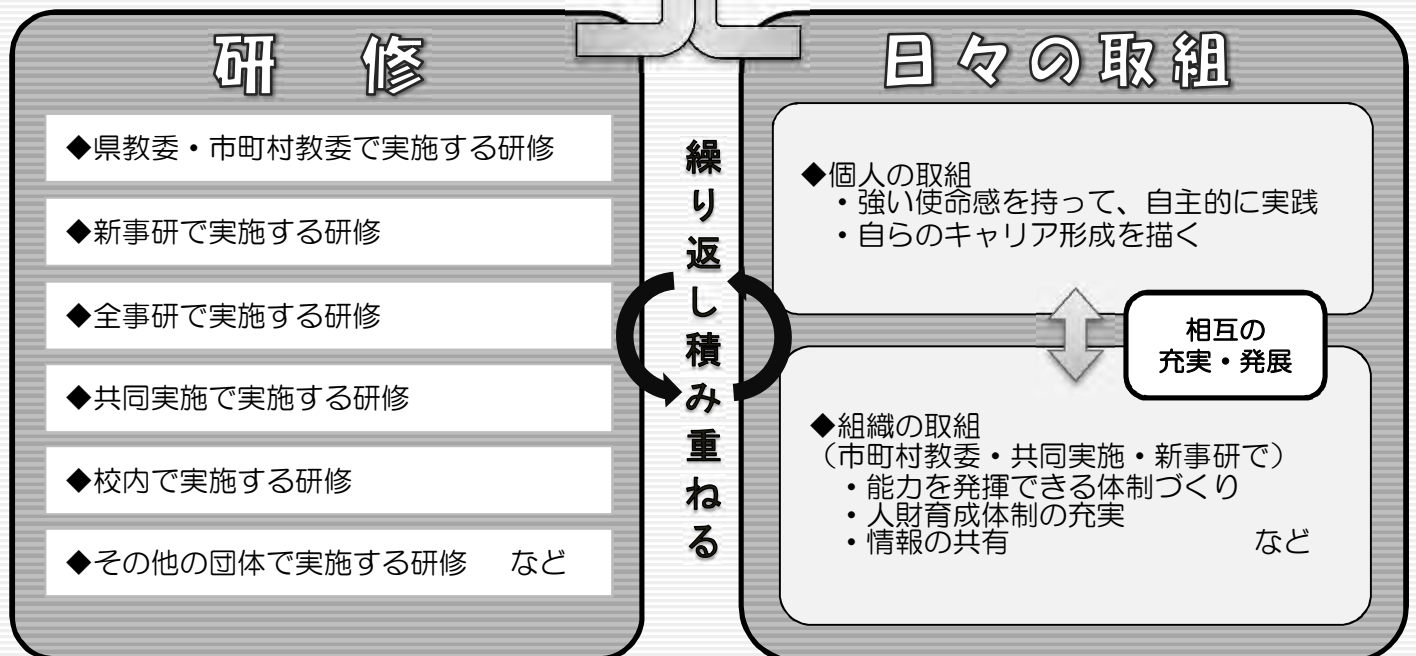 研 修
◆県教委・市町村教委で実施する研修
◆新事研で実施する研修
◆全事研で実施する研修
◆共同実施で実施する研修
◆校内で実施する研修
◆その他の団体で実施する研修 など
繰り返し積み重ねる
日々の取組
◆個人の取組
・強い使命感を持って、自主的に実践
・自らのキャリア形成を描く
相互の
充実・発展
◆組織の取組
（市町村教委・共同実施・新事研で）
・能力を発揮できる体制づくり
・人財育成体制の充実
・情報の共有 など